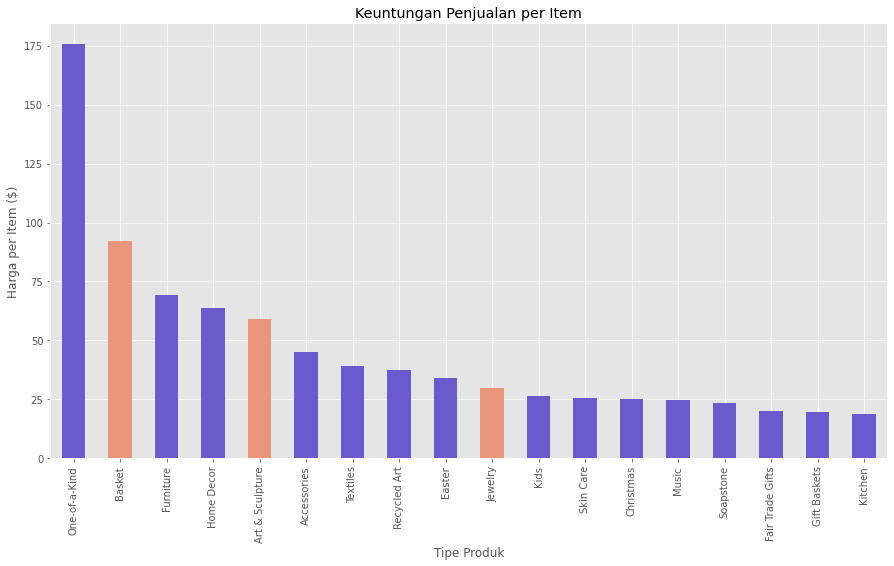 Keuntungan Penjualan per Item
Harga per Item ($)
175
150
125
100
75
50
25
0
One-of-a-Kind
Basket
Furniture
Home Decor
Art & Sculpture
Accessories
Textiles
Recycled Art
Easter
Jewelry
Kids
Skin Care
Christmas
Music
Soapstone
Fair Trade Gifts
Gift Baskets
Kitchen
Tipe Produk